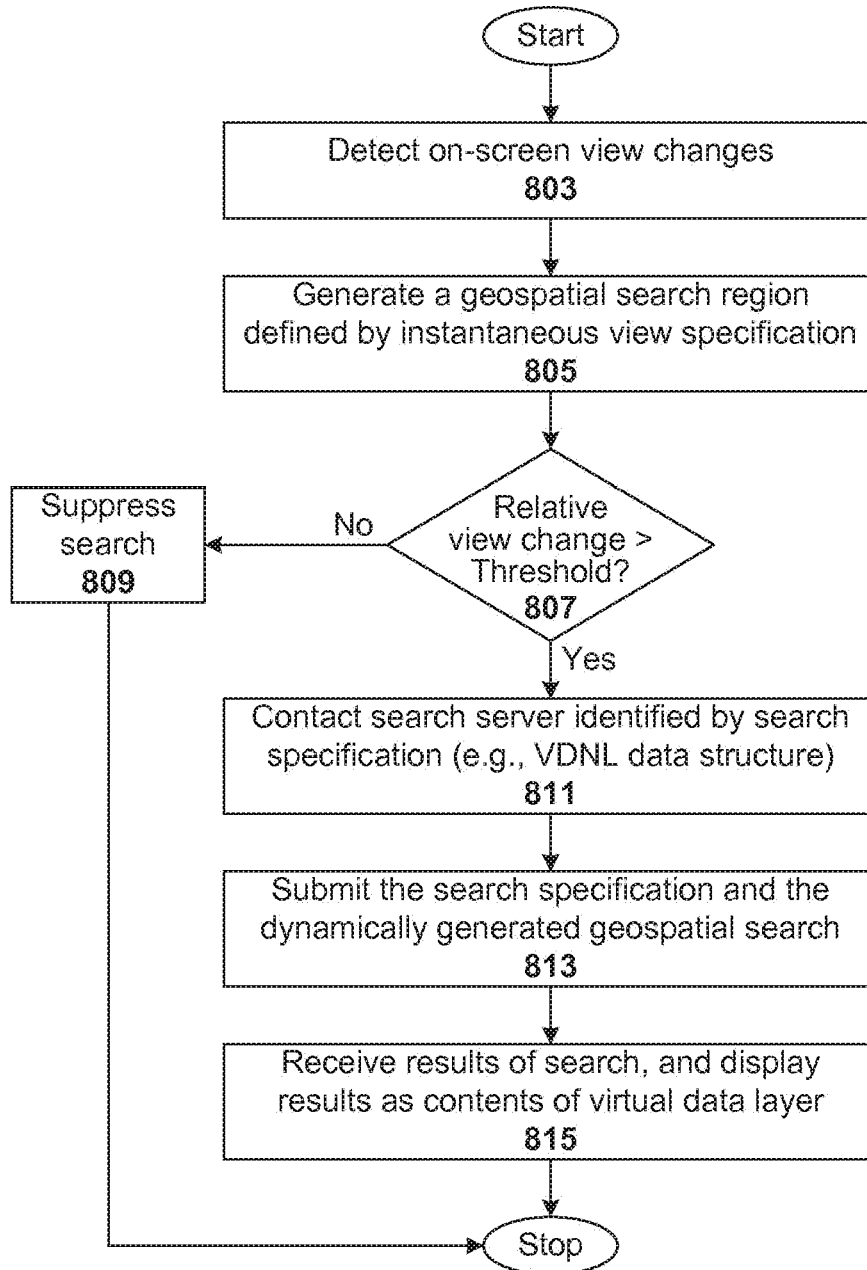 Start
Detect on-screen view changes
803
Generate a geospatial search region
defined by instantaneous view specification
805
Relative
view change >
Threshold?
807
No
Suppress
search
809
Yes
Contact search server identified by search
specification (e.g., VDNL data structure)
811
Submit the search specification and the
dynamically generated geospatial search
813
Receive results of search, and display
results as contents of virtual data layer
815
Stop